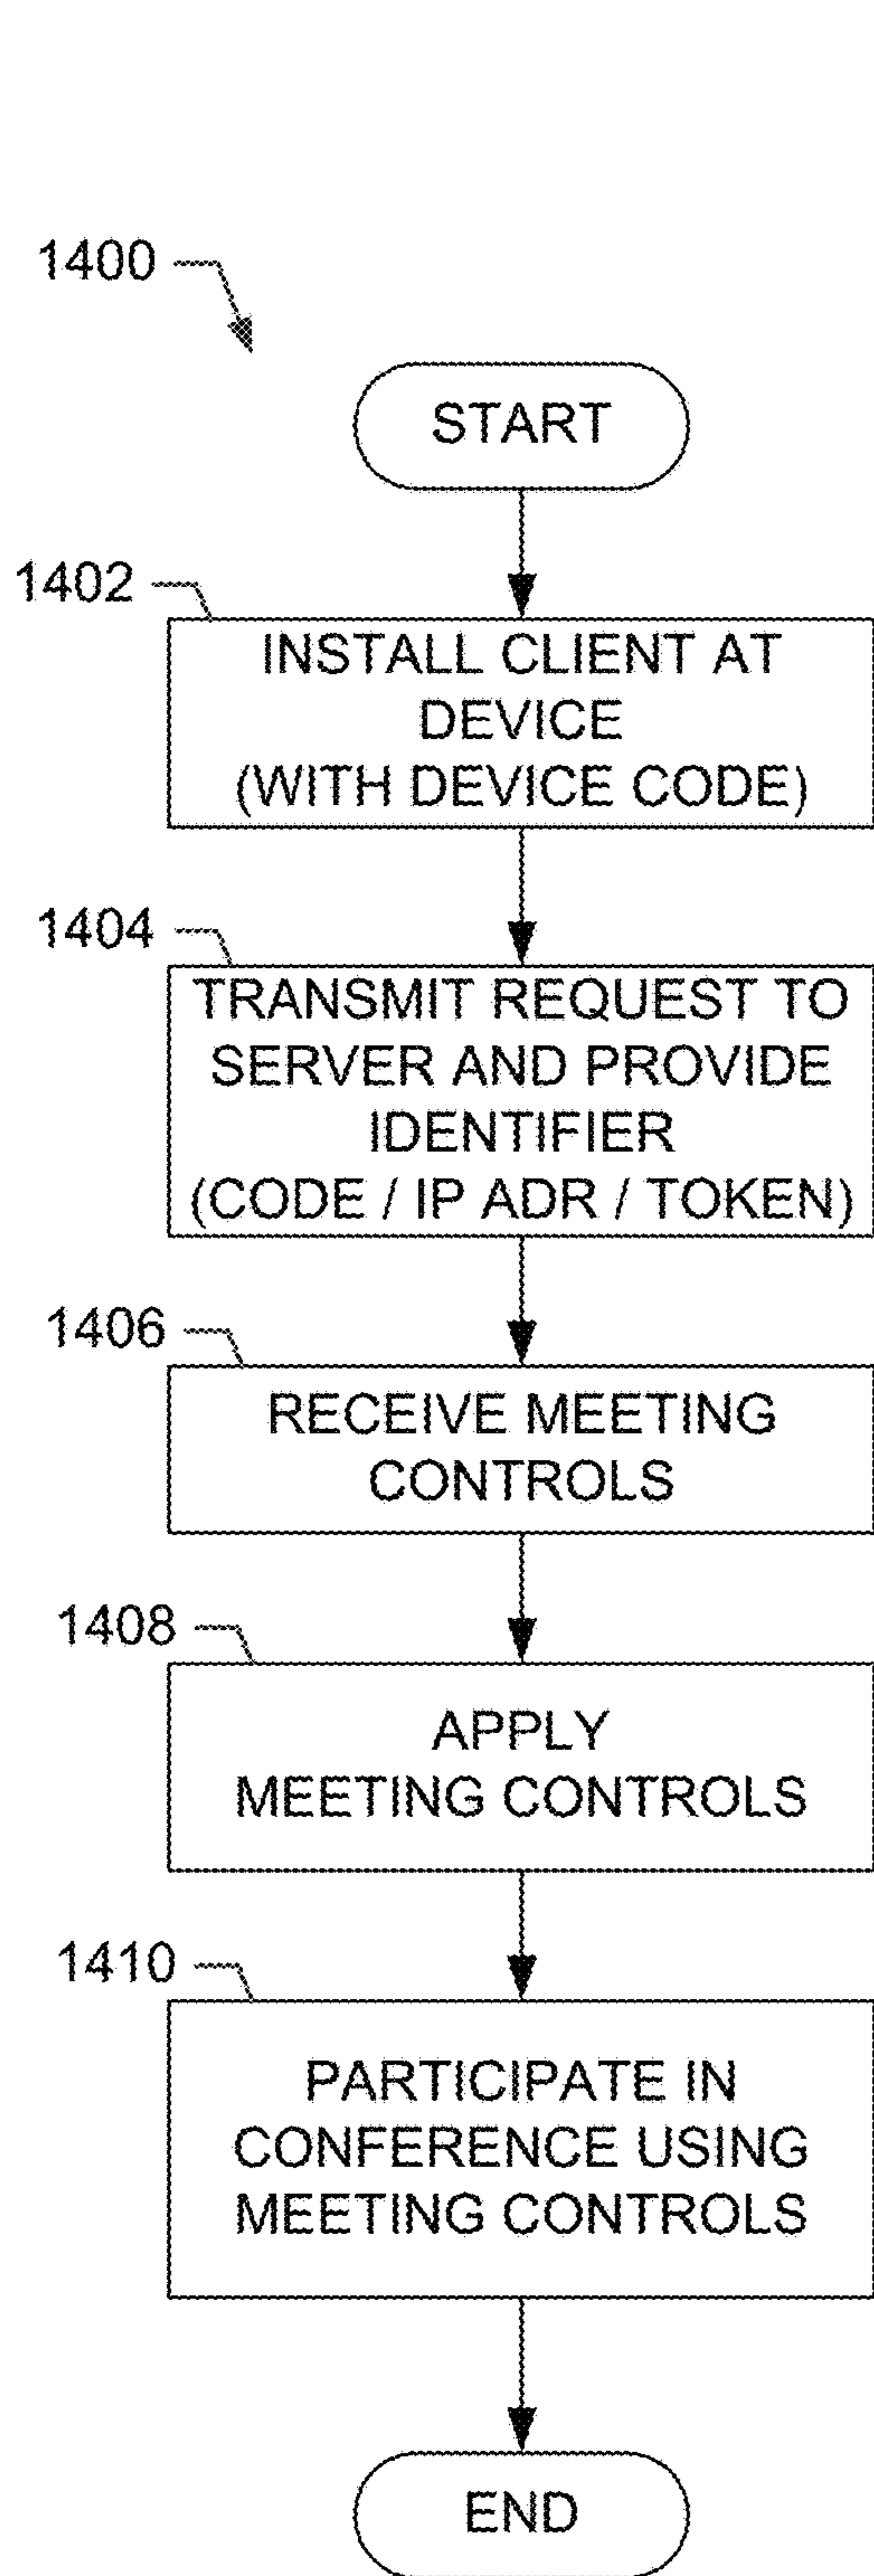 1400
START
1402
INSTALL CLIENT AT
DEVICE
(WITH DEVICE CODE)
1404
TRANSMIT REQUEST TO
SERVER AND PROVIDE
IDENTIFIER
(CODE / IP ADR / TOKEN)
1406
RECEIVE MEETING
CONTROLS
1408
APPLY
MEETING CONTROLS
1410
PARTICIPATE IN
CONFERENCE USING
MEETING CONTROLS
END